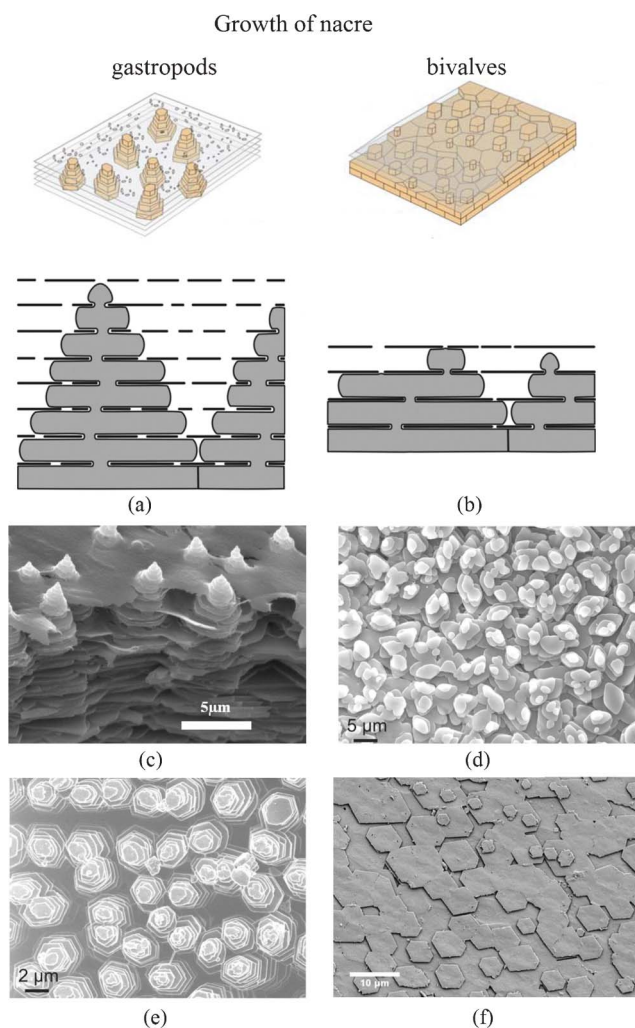 Growth of nacre
gastropods
bivalves
(a)
(b)
5μm
5 μm
(c)
(d)
2 μm
10 μm
(e)
(f)